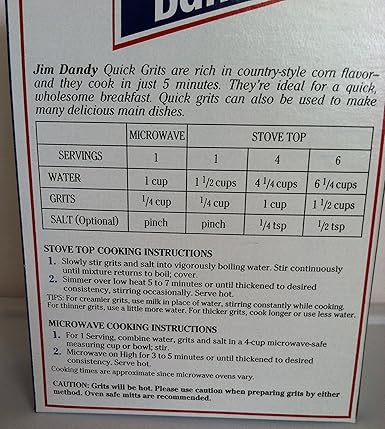 Jim Dandy Quick Grits are rich in country-style corn flavor–
and they cook in just 5 minutes. They're ideal for a quick,
wholesome breakfast. Quick grits can also be used to make
many delicious main dishes.
MICROWAVE STOVE TOP
SERVINGS 1 1 4 6
WATER 1 cup 1 1/2 cups 4 1/4 cups 6 1/4 cups
GRITS 1/4 cup 1/4 cup 1 cup 1 1/2 cups
SALT (Optional) pinch pinch 1/4 tsp 1/2 tsp
STOVE TOP COOKING INSTRUCTIONS
1. Slowly stir grits and salt into vigorously boiling water. Stir continuously
until mixture returns to boil; cover.
2. Simmer over low heat 5 to 7 minutes or until thickened to desired
consistency, stirring occasionally. Serve hot.
TIPS: For creamier grits, use milk in place of water, stirring constantly while cooking.
For thinner grits, use a little more water. For thicker grits, cook longer or use less water.
MICROWAVE COOKING INSTRUCTIONS
1. For 1 Serving, combine water, grits and salt in a 4-cup microwave-safe
measuring cup or bowl; stir.
2. Microwave on High for 3 to 5 minutes or until thickened to desired
consistency. Serve hot.
Cooking times are approximate since microwave ovens vary.
CAUTION: Grits will be hot. Please use caution when preparing grits by either
method. Oven safe mitts are recommended.